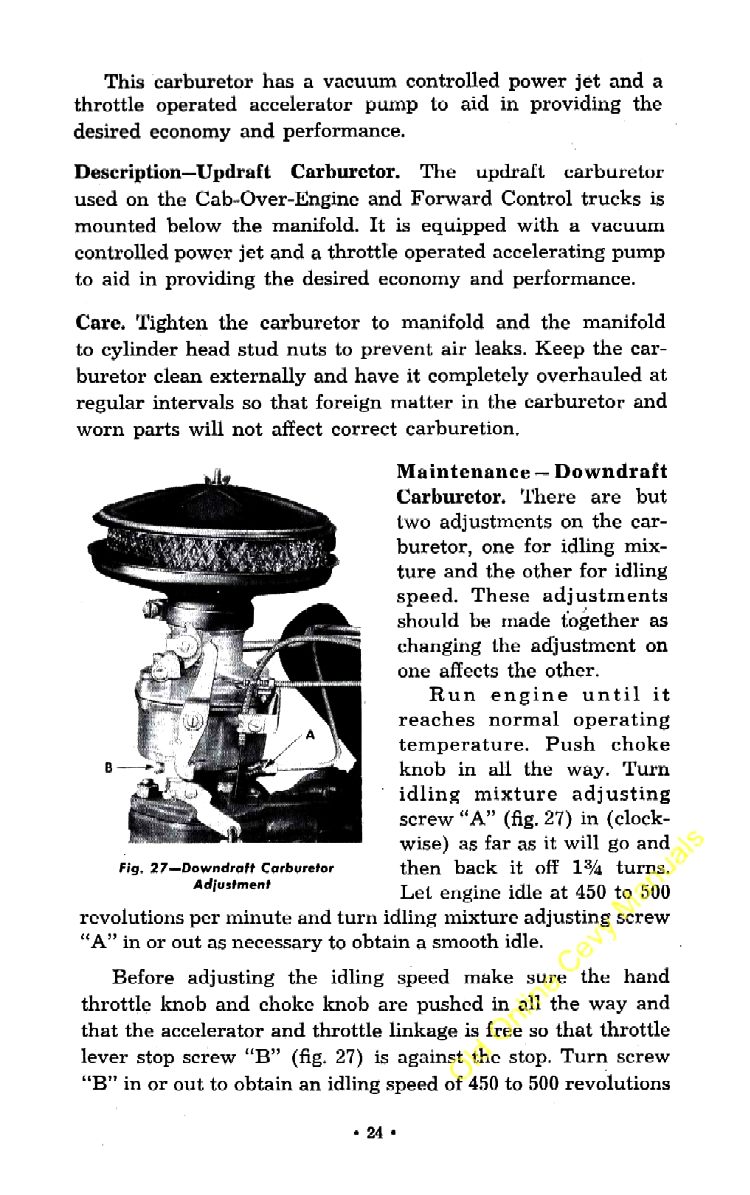 This carburetor has a vacuum controlled power jet and a
throttle operated accelerator pump to aid in providing the
desired economy and performance.
Description—Updraft Carburetor. The updraft carburetor
used on the Cab-Over-Engine and Forward Control trucks is
mounted below the manifold. It is equipped with a vacuum
controlled power jet and a throttle operated accelerating pump
to aid in providing the desired economy and performance.
Care. Tighten the carburetor to manifold and the manifold
to cylinder head stud nuts to prevent air leaks. Keep the car-
buretor clean externally and have it completely overhauled at
regular intervals so that foreign matter in the carburetor and
worn parts will not affect correct carburetion.
Maintenance — Downdraft
Carburetor. There are but
two adjustments on the car-
buretor, one for idling mix-
ture and the other for idling
speed. These adjustments
should be made together as
changing the adjustment on
one affects the other.
Run engine until it
reaches normal operating
temperature. Push choke
knob in all the way. Turn
idling mixture adjusting
screw "A" (fig. 27) in (clock-
wise) as far as it will go and
then back it off 1¾ turns.
Let engine idle at 450 to 500
A
B
Fig. 27—Downdraft Carburetor
Adjustment
revolutions per minute and turn idling mixture adjusting screw
"A" in or out as necessary to obtain a smooth idle.
Before adjusting the idling speed make sure the hand
throttle knob and choke knob are pushed in all the way and
that the accelerator and throttle linkage is free so that throttle
lever stop screw "B" (fig. 27) is against the stop. Turn screw
"B" in or out to obtain an idling speed of 450 to 500 revolutions
• 24 •
Old Online Cevy Manuals